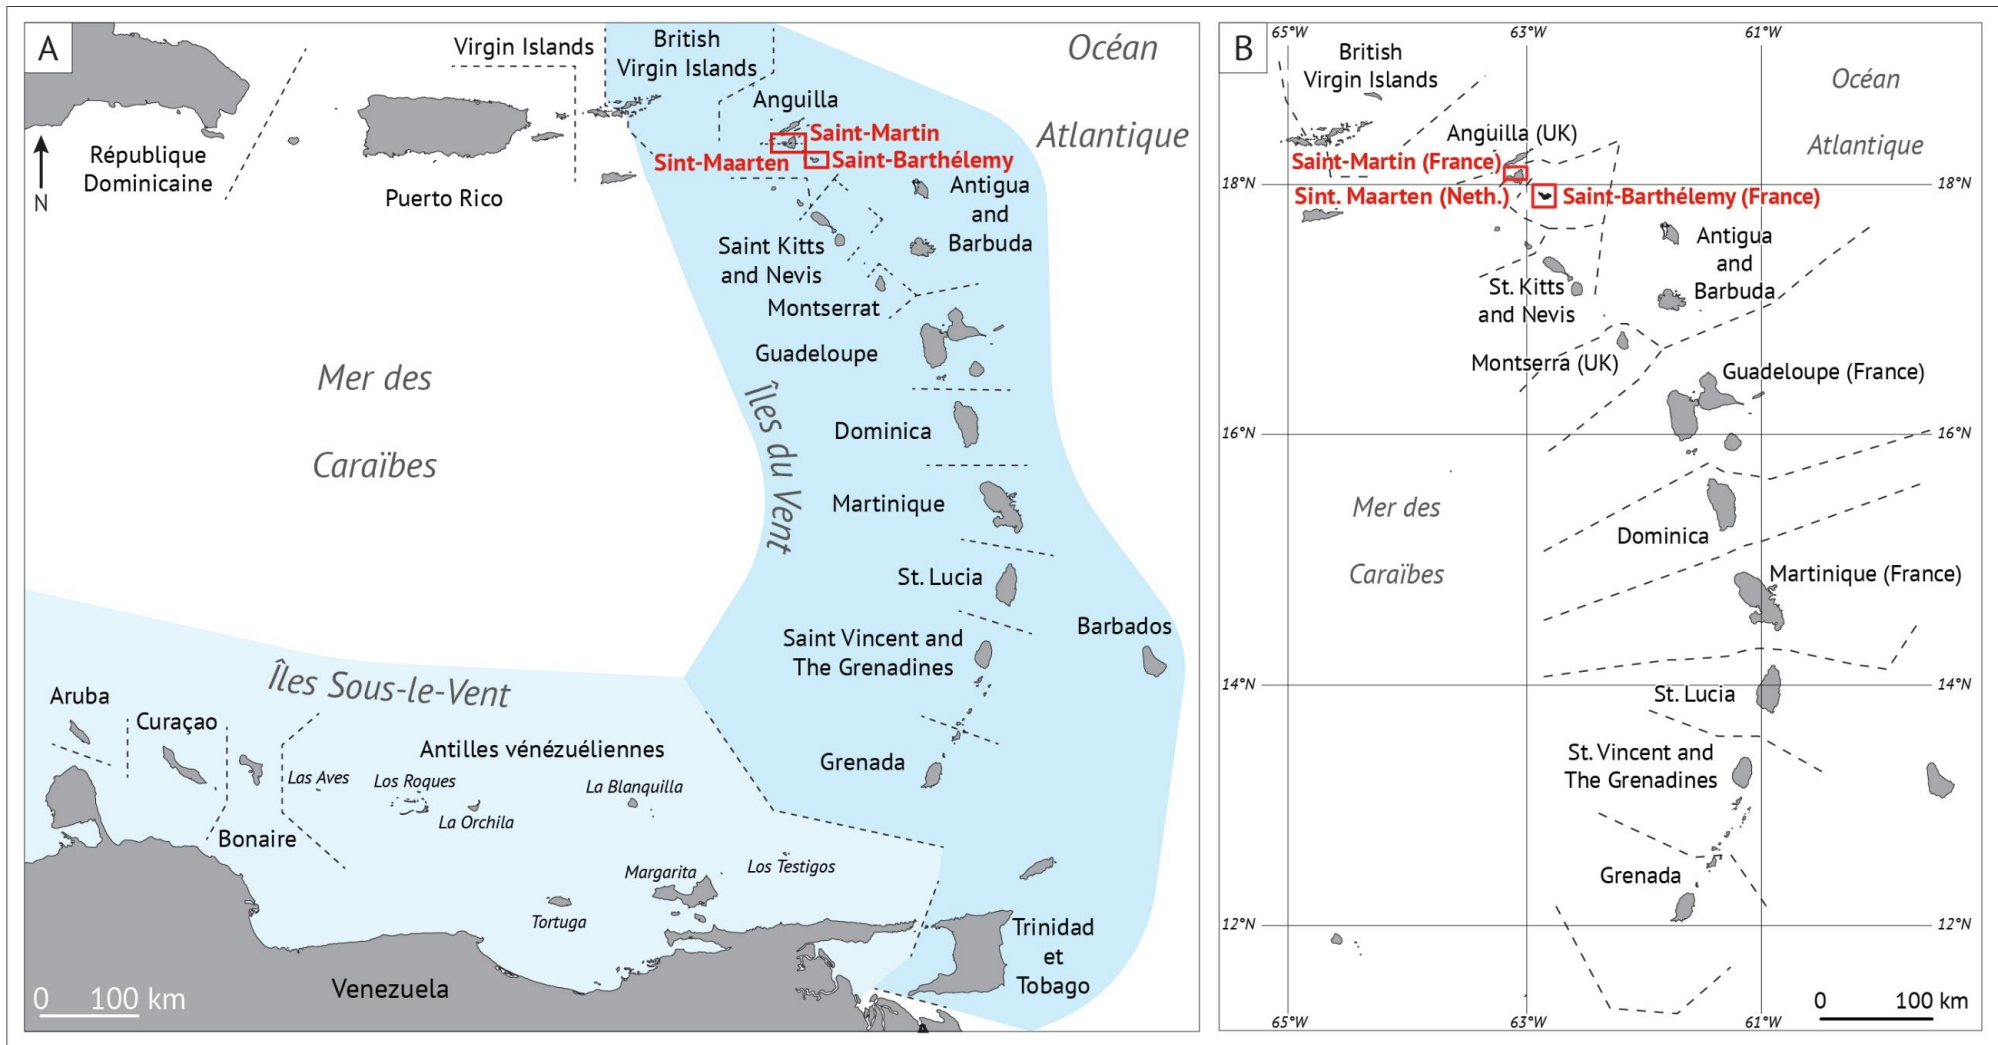 A
Virgin Islands
British
Virgin Islands
Océan
Atlantique
Anguilla
Saint-Martin
Sint-Maarten
Saint-Barthélemy
République
Dominicaine
N
Puerto Rico
Antigua
and
Barbuda
Saint Kitts
and Nevis
Montserrat
Guadeloupe
Mer des
Caraïbes
Îles du Vent
Dominica
Martinique
St. Lucia
Saint Vincent and
The Grenadines
Barbados
Îles Sous-le-Vent
Aruba
Curaçao
Antilles vénézuéliennes
Las Aves
Los Roques
La Orchila
La Blanquilla
Grenada
Bonaire
Margarita
Los Testigos
Tortuga
Trinidad
et
Tobago
Venezuela
0 100 km
B
65°W 63°W 61°W
British
Virgin Islands
Océan
Atlantique
Anguilla (UK)
Saint-Martin (France)
18°N 18°N
Sint. Maarten (Neth.)
Saint-Barthélemy (France)
Antigua
and
Barbuda
St. Kitts
and Nevis
Montserra (UK)
Guadeloupe (France)
16°N 16°N
Mer des
Caraïbes
Dominica
Martinique (France)
14°N 14°N
St. Lucia
St. Vincent and
The Grenadines
Grenada
12°N 12°N
0 100 km
65°W 63°W 61°W